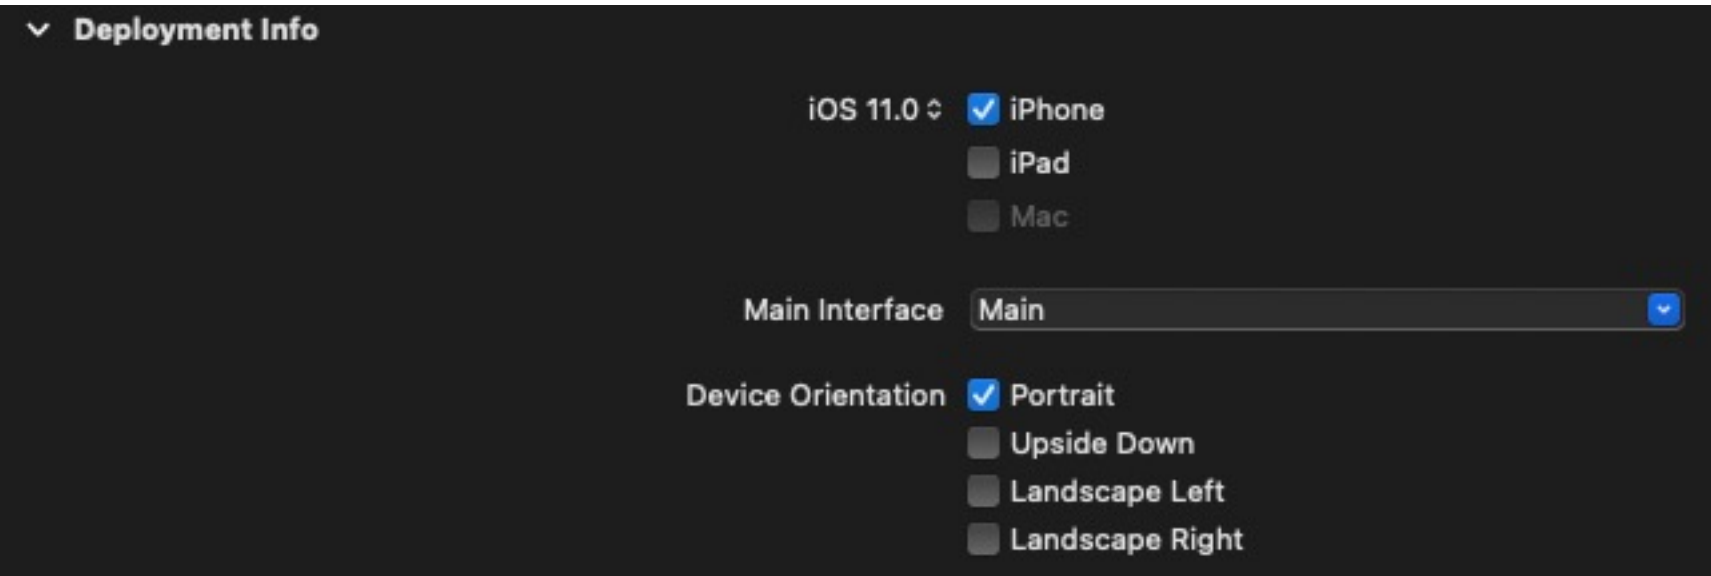 Deployment Info
iOS 11.0 iPhone
iPad
Mac
Main Interface Main
Device Orientation Portrait
Upside Down
Landscape Left
Landscape Right